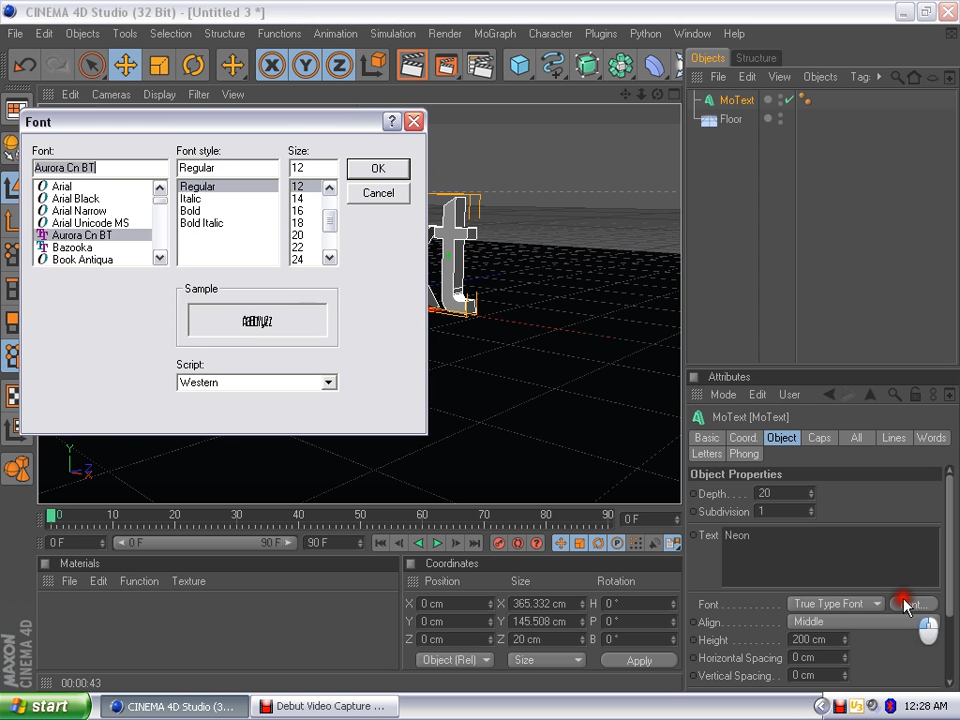 CINEMA 4D Studio (32 Bit) - [Untitled 3 *]
File Edit Objects Tools Selection Structure Functions Animation Simulation Render MoGraph Character Plugins Python Window Help
Objects Structure
Edit Cameras Display Filter View
File Edit View Objects Tag
MoText
Floor
Font
Font: Font style: Size:
Aurora Cn BT Regular 12 OK
Arial Regular 12 Cancel
Arial Black Italic 14
Arial Narrow Bold 16
Arial Unicode MS Bold Italic 18
Aurora Cn BT 20
Bazooka 22
Book Antiqua 24
Sample
Script:
Western
t
Y Z X
Attributes
Mode Edit User
MoText [MoText]
Basic Coord. Object Caps All Lines Words
Letters Phong
Object Properties
Depth. . . . 20
Subdivision 1
Text Neon
Font . . . . . . . . . . . True Type Font
Align. . . . . . . . . . . Middle
Height . . . . . . . . . . 200 cm
Horizontal Spacing 0 cm
Vertical Spacing. . 0 cm
0 10 20 30 40 50 60 70 80 90 0 F
0 F 0 F 90 F 90 F
Materials
File Edit Function Texture
Coordinates
Position Size Rotation
X 0 cm X 365.332 cm H 0 °
Y 0 cm Y 145.508 cm P 0 °
Z 0 cm Z 20 cm B 0 °
Object (Rel) Size Apply
MAXON CINEMA 4D
00:00:43
start CINEMA 4D Studio (3... Debut Video Capture ... 12:28 AM